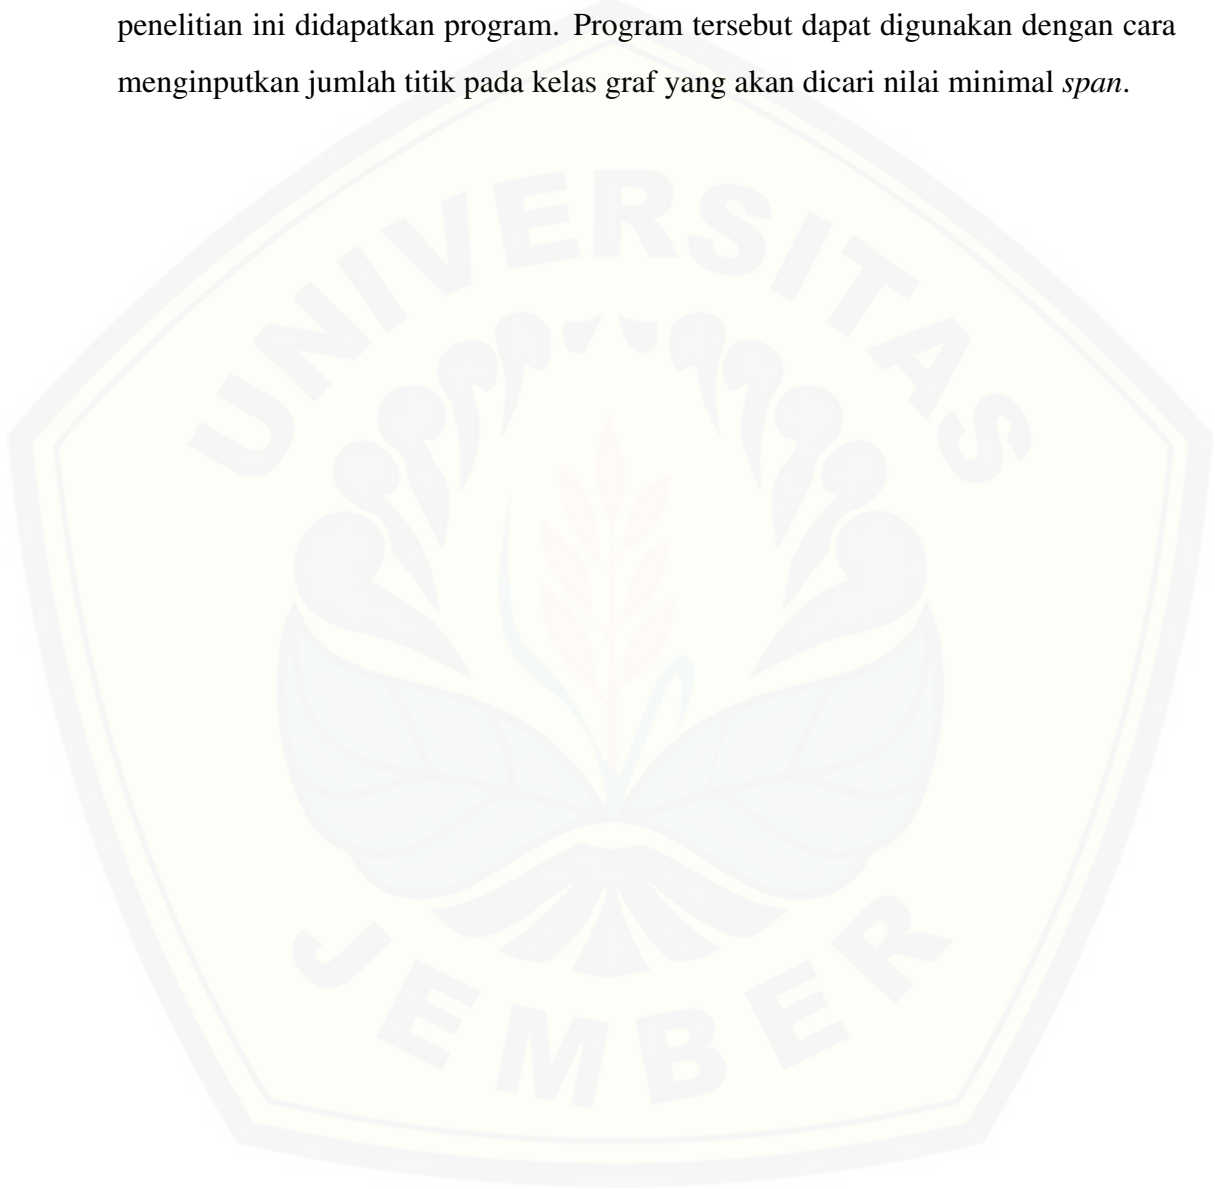 penelitian ini didapatkan program. Program tersebut dapat digunakan dengan cara
menginputkan jumlah titik pada kelas graf yang akan dicari nilai minimal span.
UNIVERSITAS
JEMBER